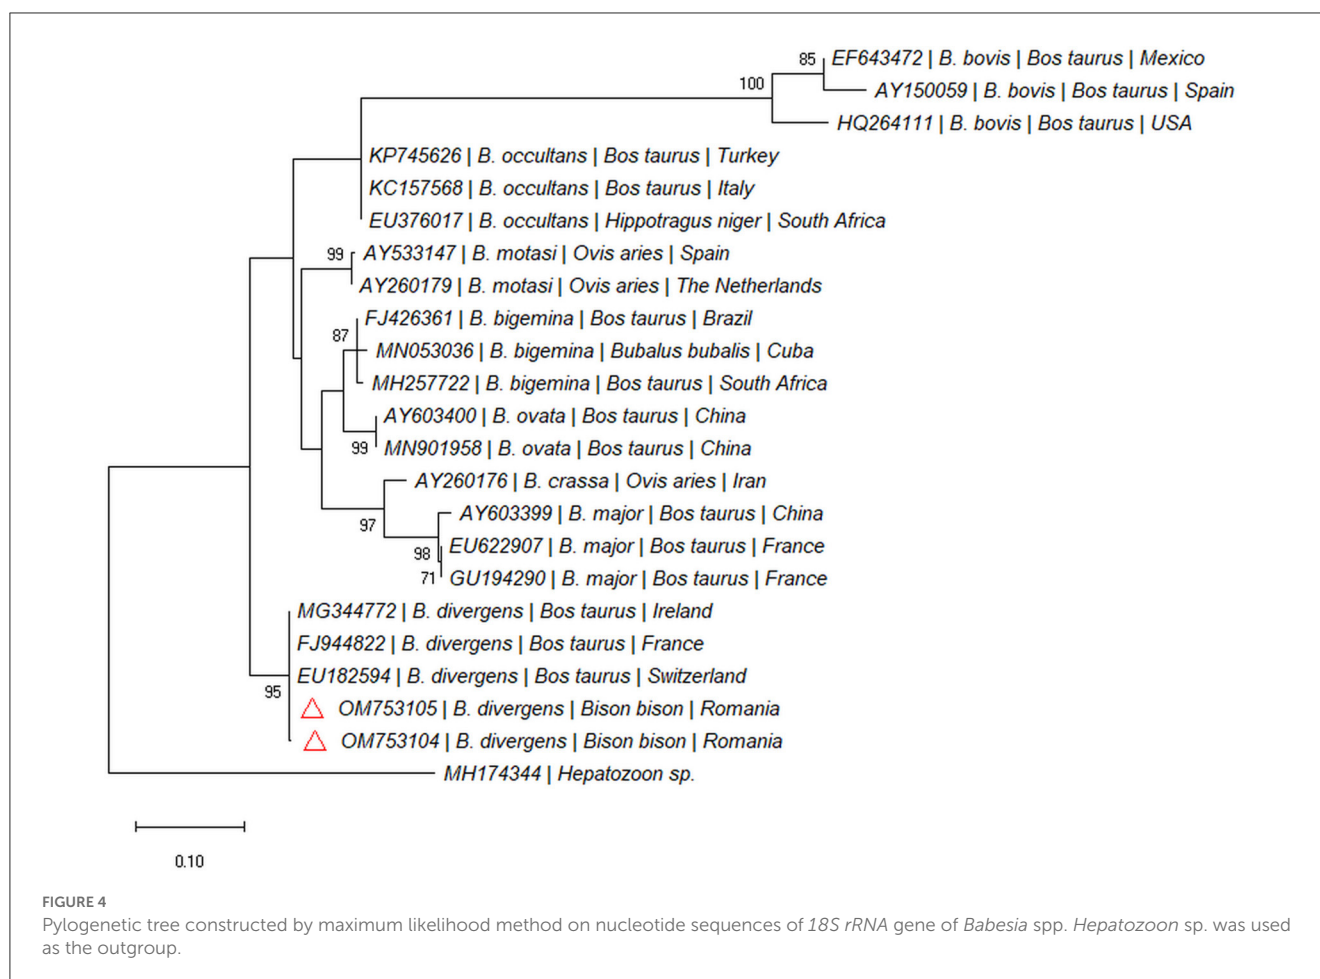 85
EF643472 | B. bovis | Bos taurus | Mexico
100
AY150059 | B. bovis | Bos taurus | Spain
HQ264111 | B. bovis | Bos taurus | USA
KP745626 | B. occultans | Bos taurus | Turkey
KC157568 | B. occultans | Bos taurus | Italy
EU376017 | B. occultans | Hippotragus niger | South Africa
99
AY533147 | B. motasi | Ovis aries | Spain
AY260179 | B. motasi | Ovis aries | The Netherlands
FJ426361 | B. bigemina | Bos taurus | Brazil
87
MN053036 | B. bigemina | Bubalus bubalis | Cuba
MH257722 | B. bigemina | Bos taurus | South Africa
AY603400 | B. ovata | Bos taurus | China
99
MN901958 | B. ovata | Bos taurus | China
AY260176 | B. crassa | Ovis aries | Iran
97
AY603399 | B. major | Bos taurus | China
98
EU622907 | B. major | Bos taurus | France
71
GU194290 | B. major | Bos taurus | France
MG344772 | B. divergens | Bos taurus | Ireland
FJ944822 | B. divergens | Bos taurus | France
EU182594 | B. divergens | Bos taurus | Switzerland
95
OM753105 | B. divergens | Bison bison | Romania
OM753104 | B. divergens | Bison bison | Romania
MH174344 | Hepatozoon sp.
0.10
FIGURE 4
Pylogenetic tree constructed by maximum likelihood method on nucleotide sequences of 18S rRNA gene of Babesia spp. Hepatozoon sp. was used
as the outgroup.